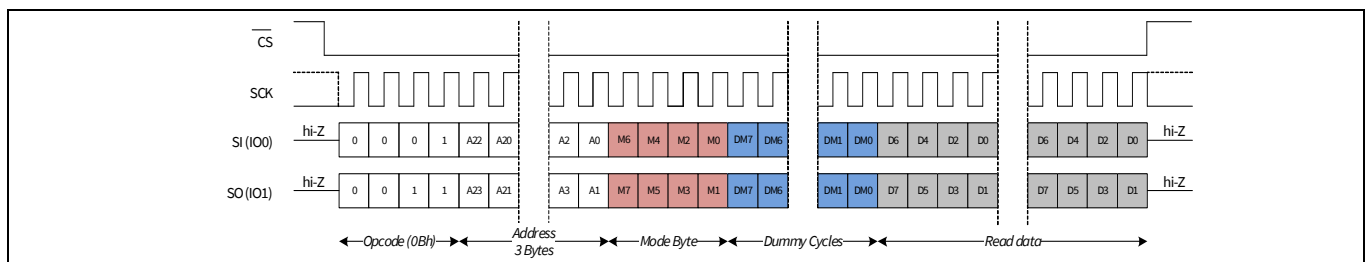 CS
SCK
SI (IO0) hi-Z 0 0 0 1 A22 A20 A2 A0 M6 M4 M2 M0 DM7 DM6 DM1 DM0 D6 D4 D2 D0 D6 D4 D2 D0 hi-Z
SO (IO1) hi-Z 0 0 1 1 A23 A21 A3 A1 M7 M5 M3 M1 DM7 DM6 DM1 DM0 D7 D5 D3 D1 D7 D5 D3 D1 hi-Z
Opcode (0Bh) Address Mode Byte Dummy Cycles Read data
3 Bytes